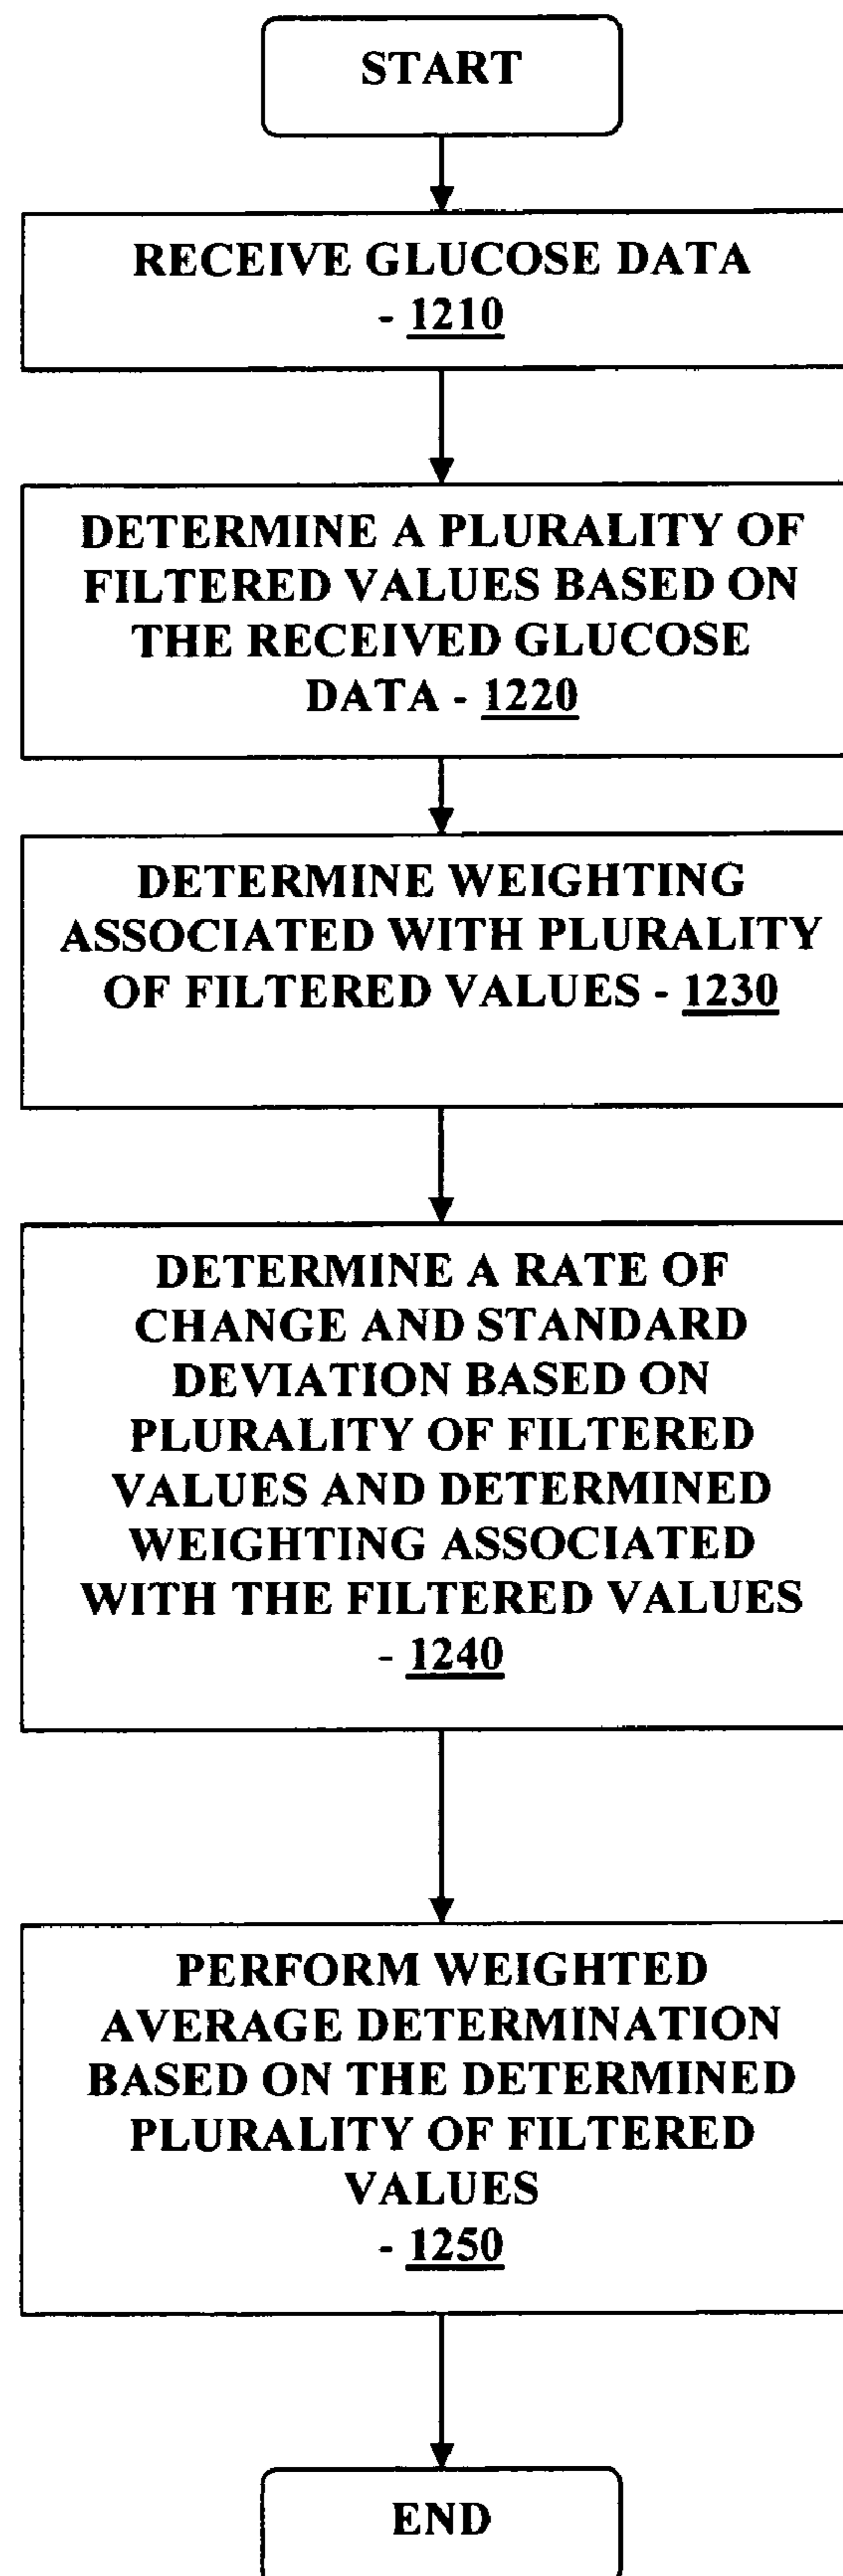 START
RECEIVE GLUCOSE DATA
- 1210
DETERMINE A PLURALITY OF
FILTERED VALUES BASED ON
THE RECEIVED GLUCOSE
DATA - 1220
DETERMINE WEIGHTING
ASSOCIATED WITH PLURALITY
OF FILTERED VALUES - 1230
DETERMINE A RATE OF
CHANGE AND STANDARD
DEVIATION BASED ON
PLURALITY OF FILTERED
VALUES AND DETERMINED
WEIGHTING ASSOCIATED
WITH THE FILTERED VALUES
- 1240
PERFORM WEIGHTED
AVERAGE DETERMINATION
BASED ON THE DETERMINED
PLURALITY OF FILTERED
VALUES
- 1250
END